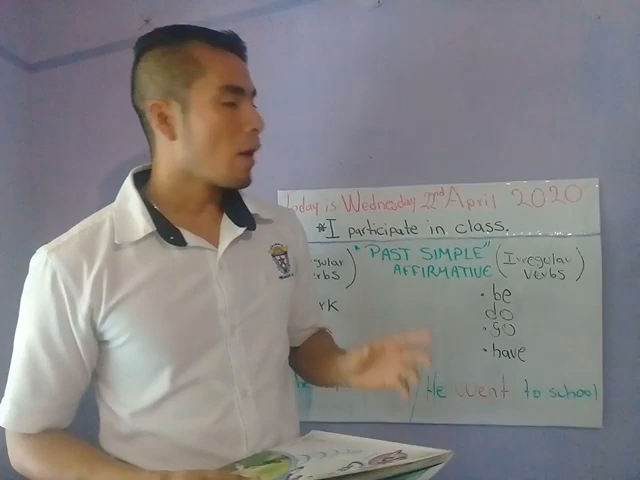 today is Wednesday 22nd April 2020
*I participate in class.
"PAST SIMPLE"
AFFIRMATIVE
(Irregular
verbs)
• be
do
• go
• have
He went to school